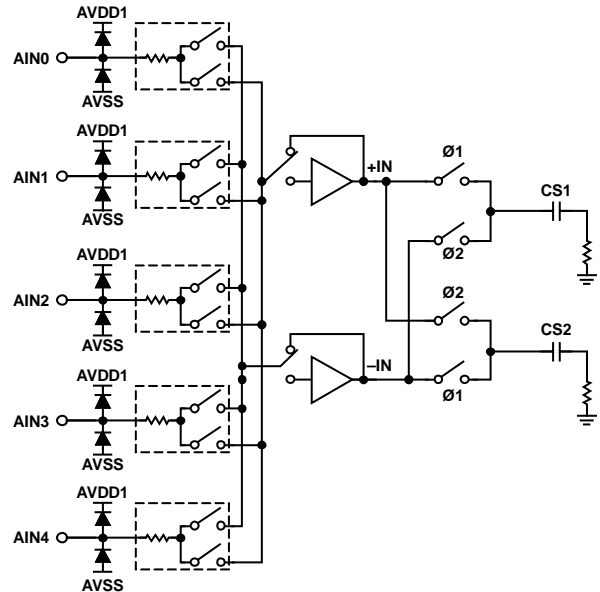 AVDD1
AIN0
AVSS
AVDD1
AIN1
AVSS
AVDD1
AIN2
AVSS
AVDD1
AIN3
AVSS
AVDD1
AIN4
AVSS
+IN
–IN
Ø1
Ø2
Ø2
Ø1
CS1
CS2